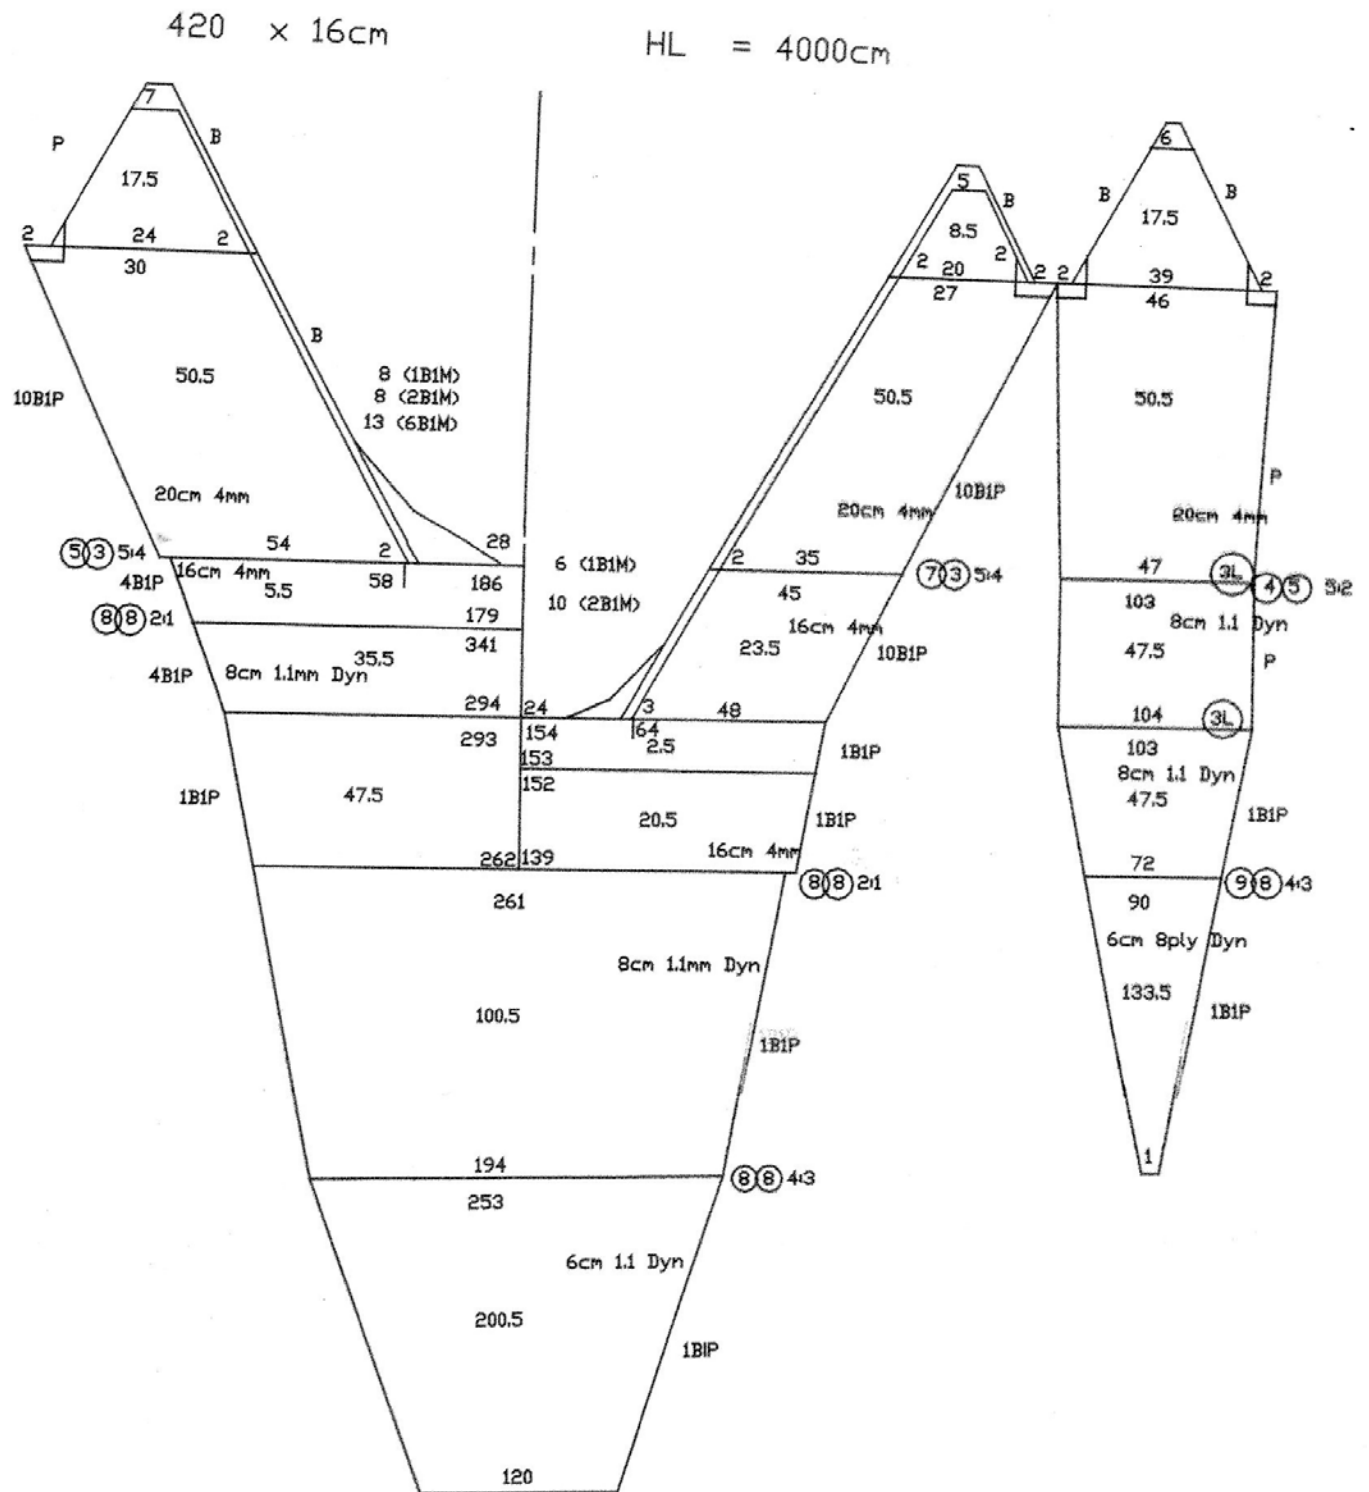 420 x 16cm
HL = 4000cm
7
P
B
17.5
2
24
2
30
B
50.5
10B1P
8 (1B1M)
8 (2B1M)
13 (6B1M)
20cm 4mm
5 3 5:4
54
2
28
16cm 4mm
4B1P
5.5
58
186
6 (1B1M)
10 (2B1M)
8 8 2:1
179
341
35.5
4B1P
8cm 1.1mm Dyn
294
293
47.5
1B1P
262
5
B
8.5
2
2
20
2
27
50.5
10B1P
20cm 4mm
2
35
7 3 5:4
45
16cm 4mm
23.5
10B1P
24
3
48
154
64
2.5
1B1P
153
152
20.5
1B1P
16cm 4mm
139
8 8 2:1
261
8cm 1.1mm Dyn
100.5
1B1P
194
8 8 4:3
253
6cm 1.1 Dyn
200.5
1B1P
120
6
B
B
17.5
2
39
2
46
50.5
P
20cm 4mm
47
3L
4 5 5:2
103
8cm 1.1 Dyn
47.5
P
104
3L
103
8cm 1.1 Dyn
47.5
1B1P
72
9 8 4:3
90
6cm 8ply Dyn
133.5
1B1P
1